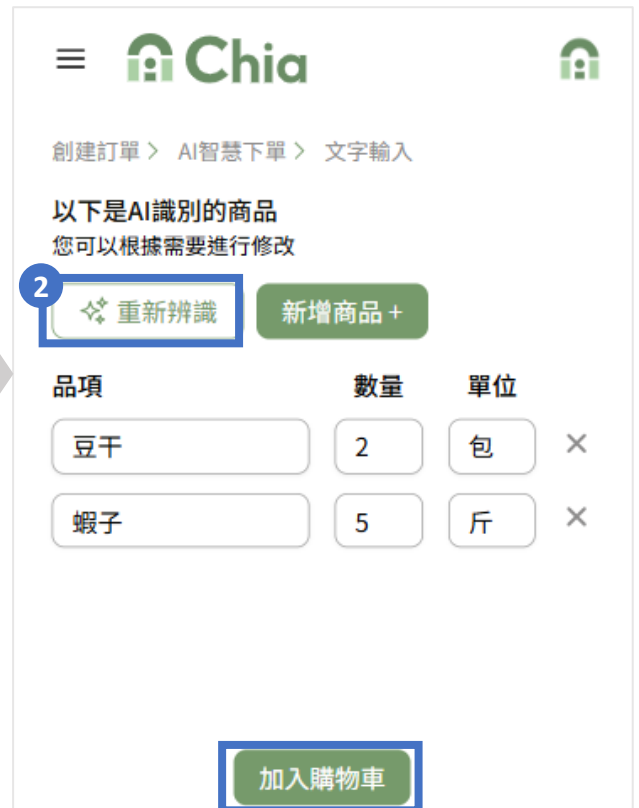 Chia
創建訂單 > AI智慧下單 > 文字輸入
以下是AI識別的商品
您可以根據需要進行修改
2
重新辨識 新增商品 +
品項 數量 單位
豆干 2 包 ×
蝦子 5 斤 ×
加入購物車